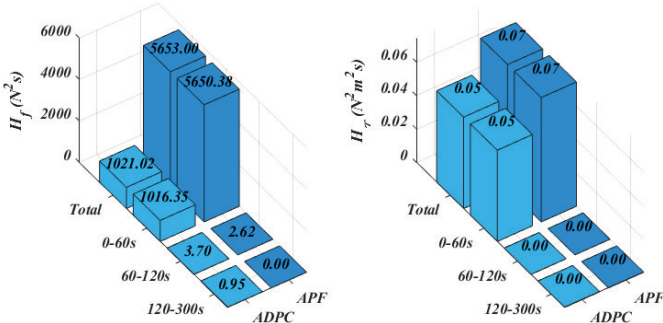 6000
4000
2000
0
H_f (N²s)
5653.00
5650.38
1021.02
1016.35
2.62
3.70
0.00
0.95
Total
0-60s
60-120s
120-300s
ADPC
APF
0.06
0.04
0.02
0
H_τ (N²m²s)
0.07
0.07
0.05
0.05
0.00
0.00
0.00
0.00
Total
0-60s
60-120s
120-300s
ADPC
APF